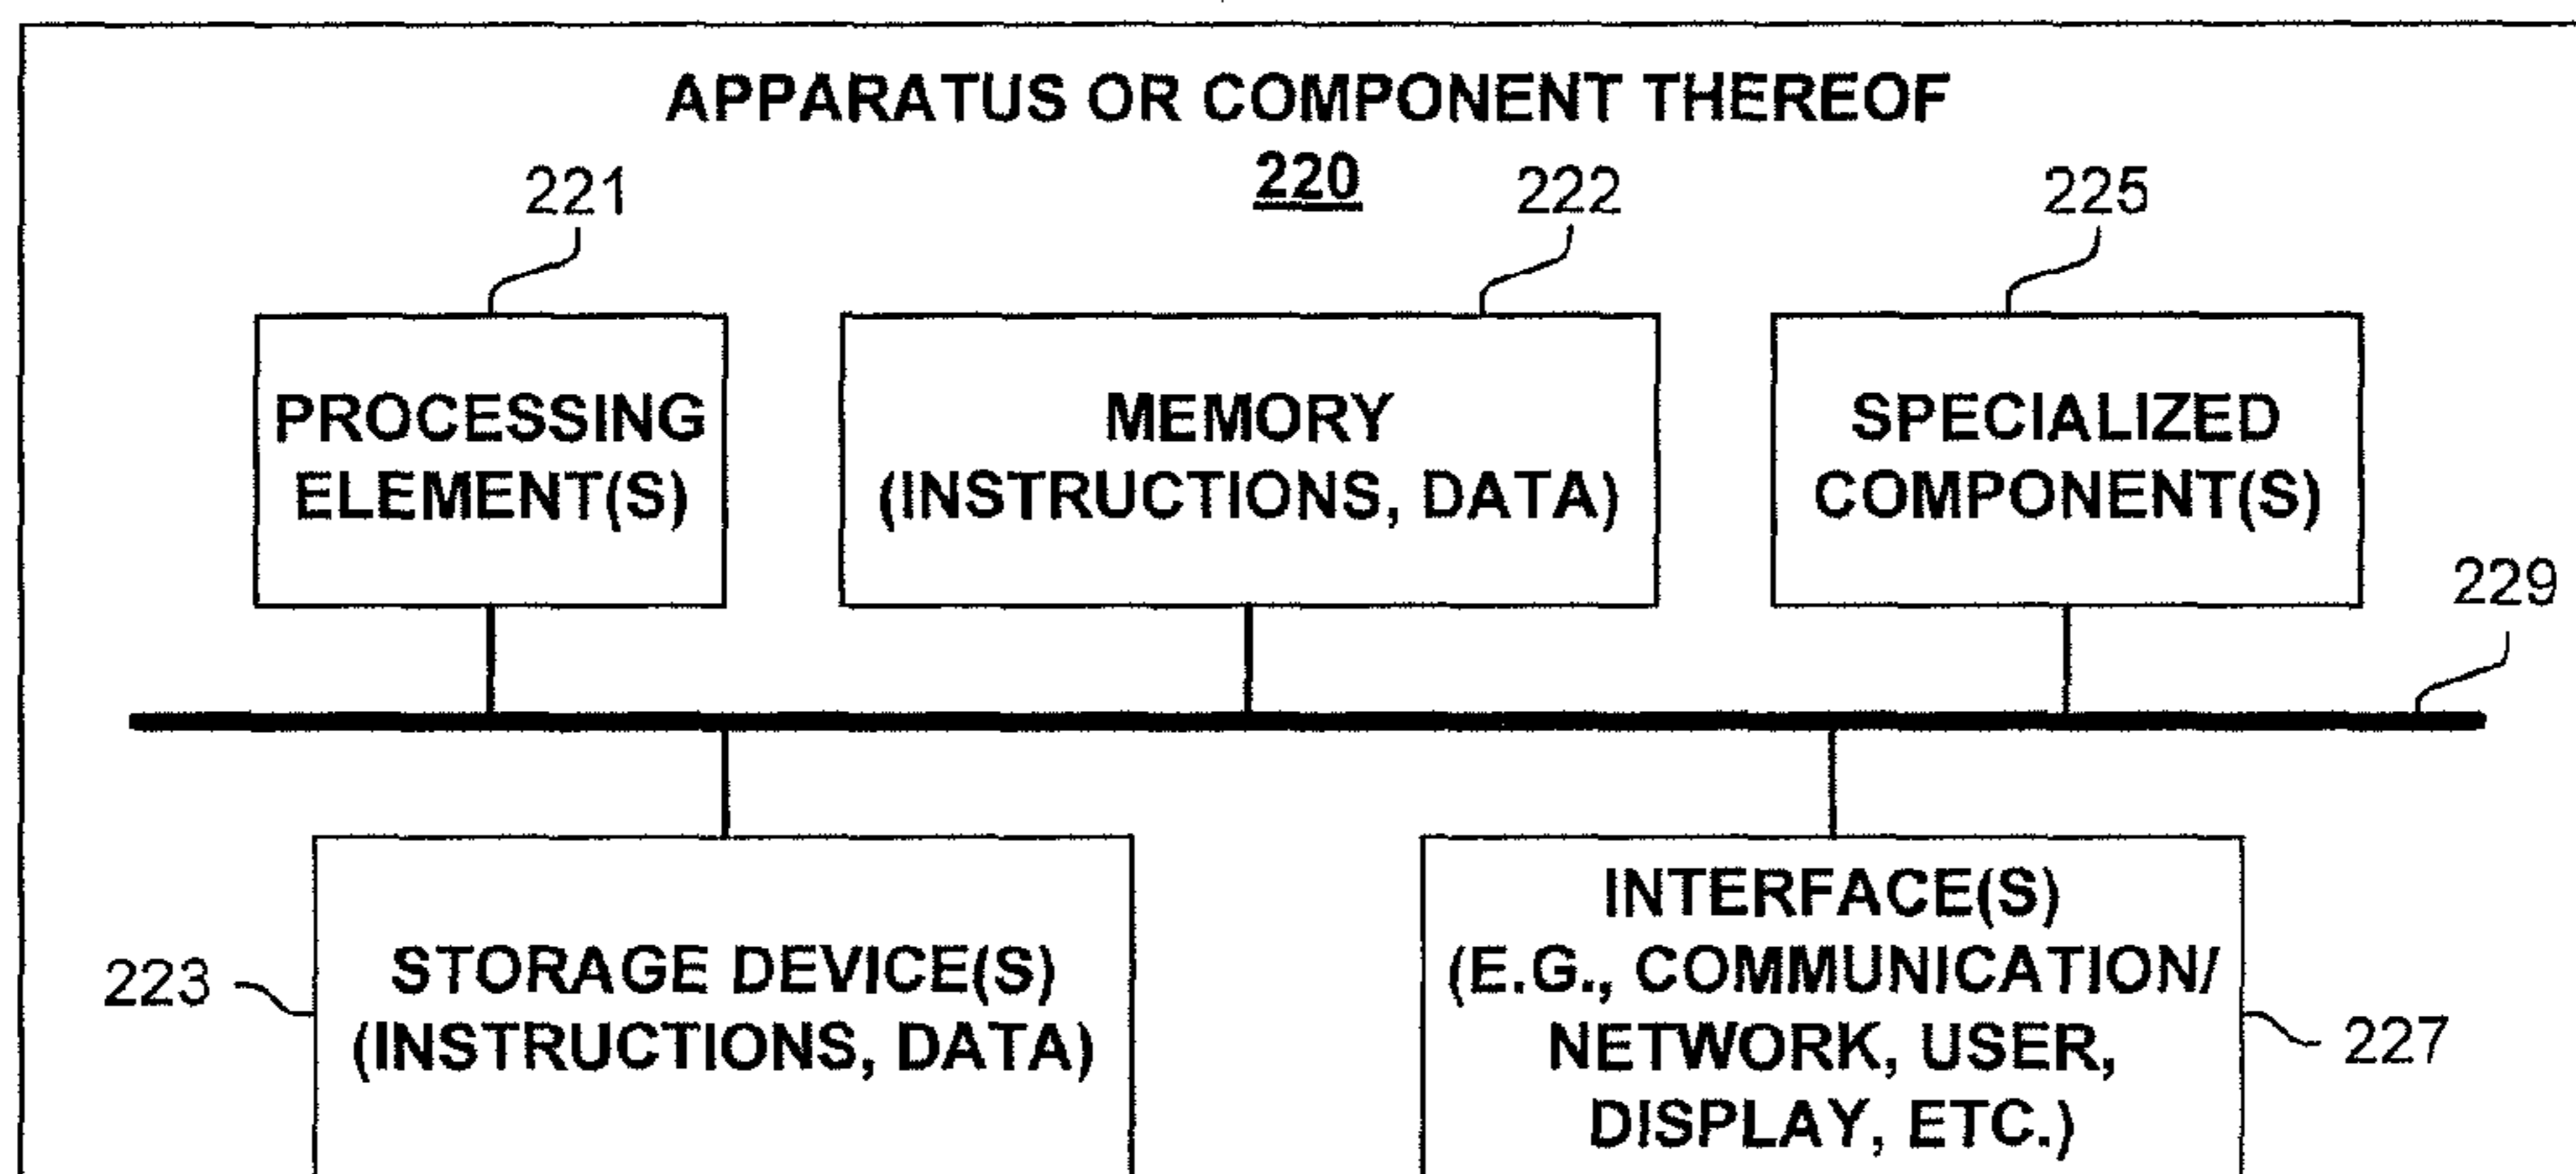 APPARATUS OR COMPONENT THEREOF
220
221
222
225
PROCESSING
ELEMENT(S)
MEMORY
(INSTRUCTIONS, DATA)
SPECIALIZED
COMPONENT(S)
229
223
STORAGE DEVICE(S)
(INSTRUCTIONS, DATA)
INTERFACE(S)
(E.G., COMMUNICATION/
NETWORK, USER,
DISPLAY, ETC.)
227